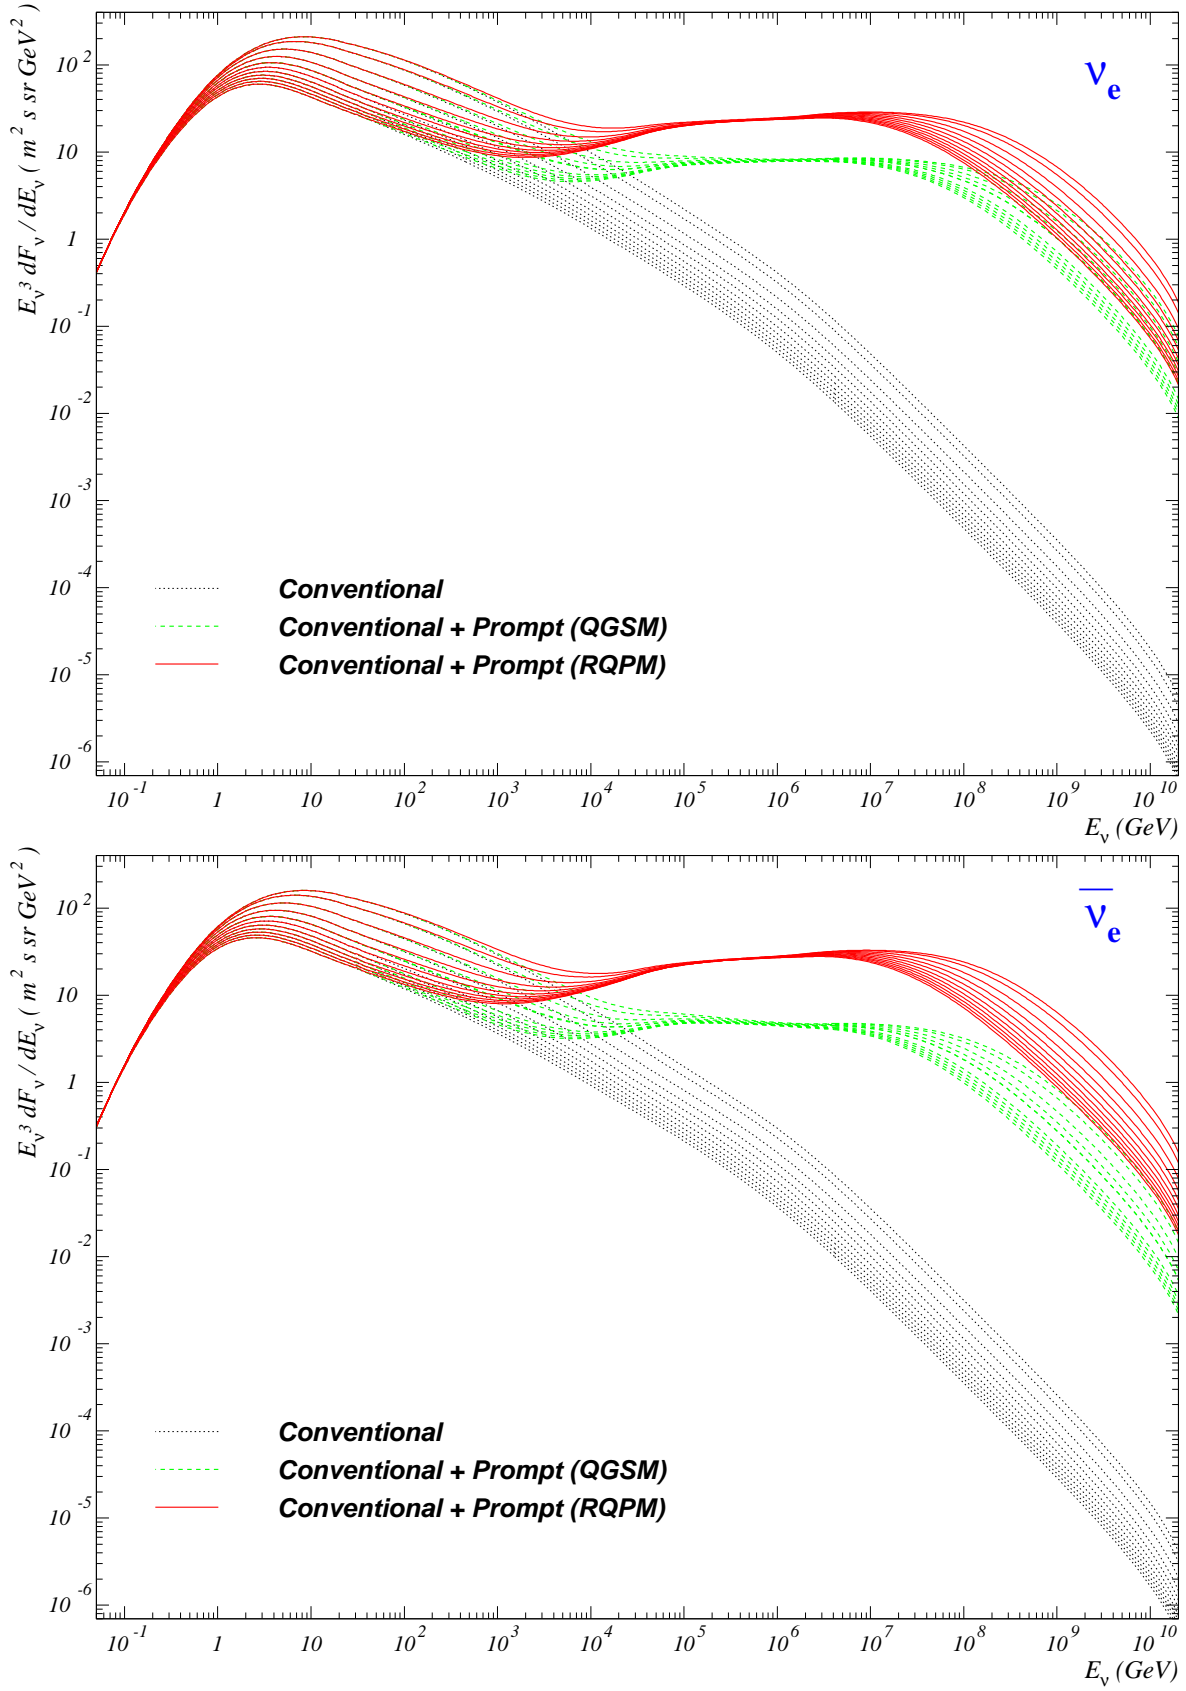 E_ν^3 dF_ν / dE_ν ( m^2 s sr GeV^2 )
ν_e
10^2
10
1
10^-1
10^-2
10^-3
10^-4
10^-5
10^-6
Conventional
Conventional + Prompt (QGSM)
Conventional + Prompt (RQPM)
10^-1 1 10 10^2 10^3 10^4 10^5 10^6 10^7 10^8 10^9 10^10
E_ν (GeV)
E_ν^3 dF_ν / dE_ν ( m^2 s sr GeV^2 )
ν̅_e
10^2
10
1
10^-1
10^-2
10^-3
10^-4
10^-5
10^-6
Conventional
Conventional + Prompt (QGSM)
Conventional + Prompt (RQPM)
10^-1 1 10 10^2 10^3 10^4 10^5 10^6 10^7 10^8 10^9 10^10
E_ν (GeV)